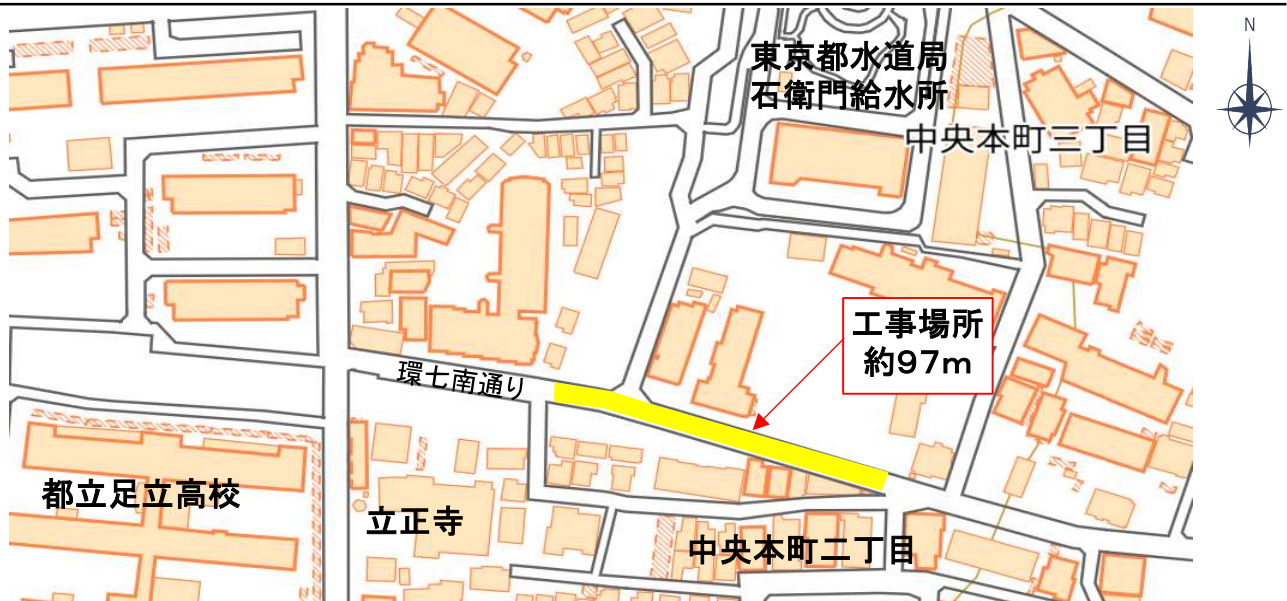 N
東京都水道局
石衛門給水所
中央本町三丁目
工事場所
約97m
環七南通り
都立足立高校
立正寺
中央本町二丁目